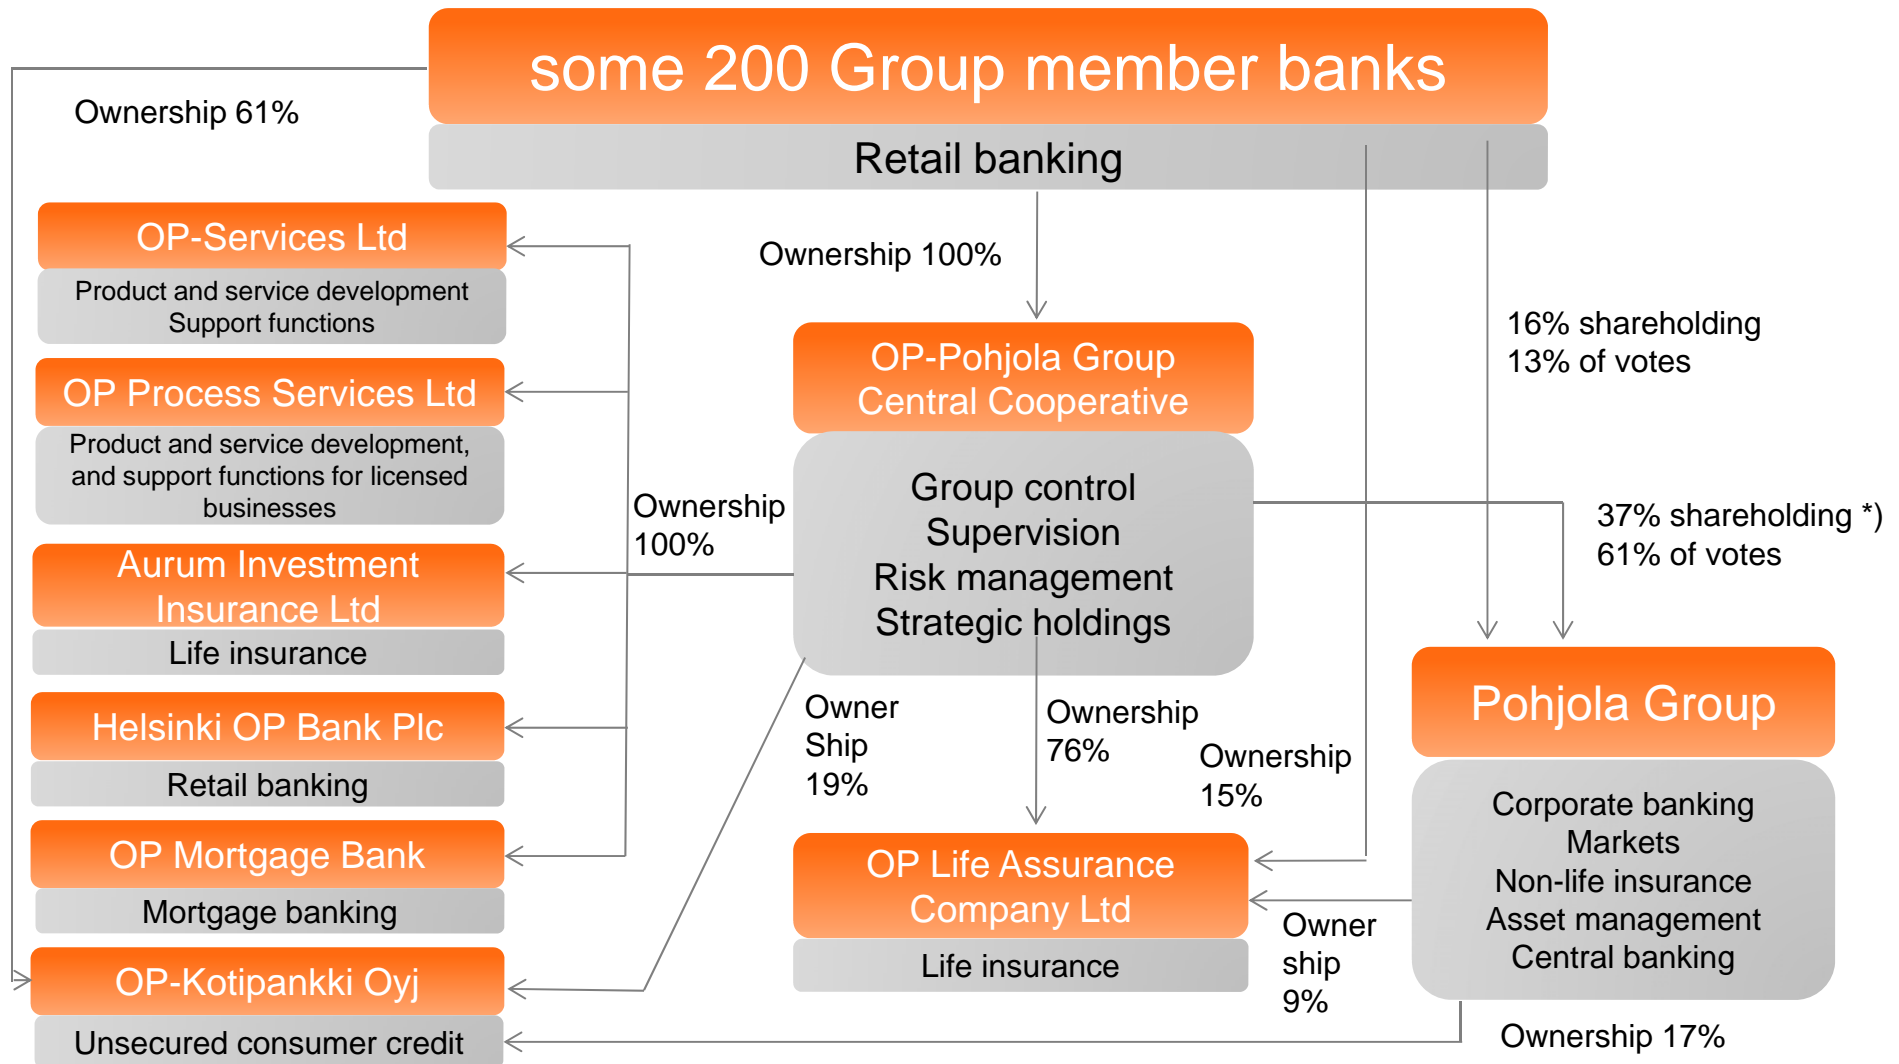 some 200 Group member banks
Retail banking
Ownership 61%
OP-Services Ltd
Product and service development
Support functions
OP Process Services Ltd
Product and service development,
and support functions for licensed
businesses
Aurum Investment
Insurance Ltd
Life insurance
Helsinki OP Bank Plc
Retail banking
OP Mortgage Bank
Mortgage banking
OP-Kotipankki Oyj
Unsecured consumer credit
Ownership
100%
Ownership 100%
OP-Pohjola Group
Central Cooperative
Group control
Supervision
Risk management
Strategic holdings
Owner
Ship
19%
Ownership
76%
Ownership
15%
OP Life Assurance
Company Ltd
Life insurance
16% shareholding
13% of votes
37% shareholding *)
61% of votes
Pohjola Group
Corporate banking
Markets
Non-life insurance
Asset management
Central banking
Owner
ship
9%
Ownership 17%